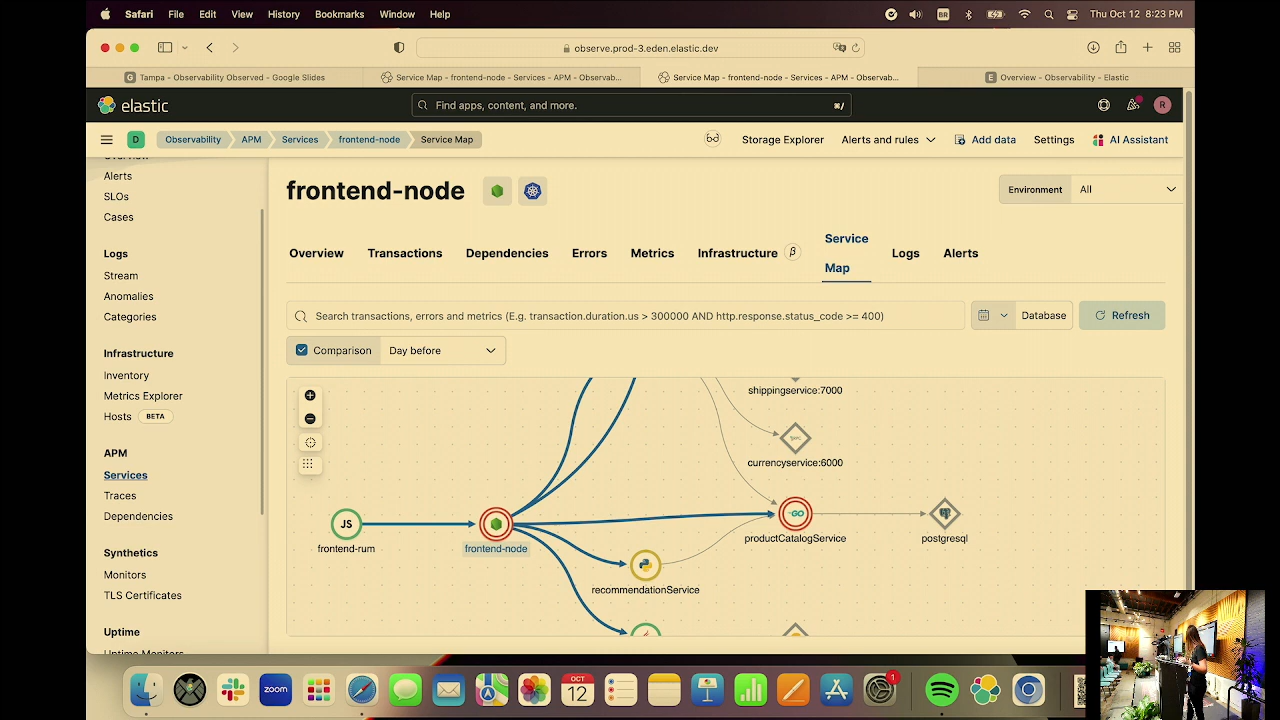 Safari File Edit View History Bookmarks Window Help BR Thu Oct 12 8:23 PM
observe.prod-3.eden.elastic.dev
G Tampa - Observability Observed - Google Slides
Service Map - frontend-node - Services - APM - Observab...
Service Map - frontend-node - Services - APM - Observab...
E Overview - Observability - Elastic
elastic
Find apps, content, and more.
⌘/
R
D
Observability APM Services frontend-node Service Map
Storage Explorer Alerts and rules Add data Settings AI Assistant
Overview
Alerts
SLOs
Cases
Logs
Stream
Anomalies
Categories
Infrastructure
Inventory
Metrics Explorer
Hosts BETA
APM
Services
Traces
Dependencies
Synthetics
Monitors
TLS Certificates
Uptime
Uptime Monitors
frontend-node
Environment All
Overview Transactions Dependencies Errors Metrics Infrastructure β Service Map Logs Alerts
Search transactions, errors and metrics (E.g. transaction.duration.us > 300000 AND http.response.status_code >= 400)
Database
Refresh
Comparison Day before
shippingservice:7000
currencyservice:6000
JS
frontend-rum
frontend-node
GO
productCatalogService
postgresql
recommendationService
zoom
OCT
12
1